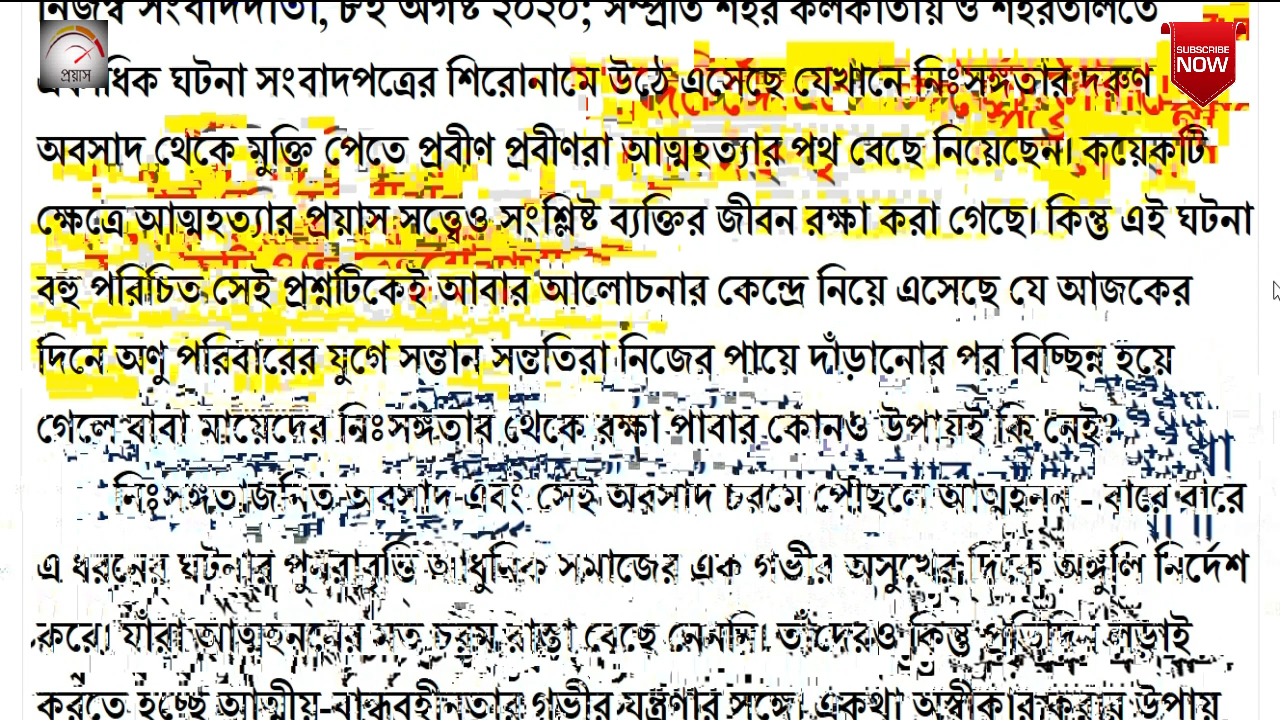 নিজস্ব সংবাদদাতা, ৮ই অগষ্ট ২০২০; সম্প্রতি শহর কলকাতায় ও শহরতলিতে
একাধিক ঘটনা সংবাদপত্রের শিরোনামে উঠে এসেছে যেখানে নিঃসঙ্গতার দরুণ
অবসাদ থেকে মুক্তি পেতে প্রবীণ প্রবীণরা আত্মহত্যার পথ বেছে নিয়েছেন। কয়েকটি
ক্ষেত্রে আত্মহত্যার প্রয়াস সত্ত্বেও সংশ্লিষ্ট ব্যক্তির জীবন রক্ষা করা গেছে। কিন্তু এই ঘটনা
বহু পরিচিত সেই প্রশ্নটিকেই আবার আলোচনার কেন্দ্রে নিয়ে এসেছে যে আজকের
দিনে অণু পরিবারের যুগে সন্তান সন্ততিরা নিজের পায়ে দাঁড়ানোর পর বিচ্ছিন্ন হয়ে
গেলে বাবা মায়েদের নিঃসঙ্গতার থেকে রক্ষা পাবার কোনও উপায়ই কি নেই?
নিঃসঙ্গতাজনিত অবসাদ এবং সেই অবসাদ চরমে পৌঁছলে আত্মহনন - বারে বারে
এ ধরনের ঘটনার পুনরাবৃত্তি আধুনিক সমাজের এক গভীর অসুখের দিকে অঙ্গুলি নির্দেশ
করে। যাঁরা আত্মহননের মত চরম রাস্তা বেছে নেননি। তাঁদেরও কিন্তু প্রতিদিন লড়াই
করতে হচ্ছে আত্মীয়-বান্ধবহীনতার গভীর যন্ত্রণার সঙ্গে। একথা অস্বীকার করার উপায়
প্রয়াস
SUBSCRIBE
NOW